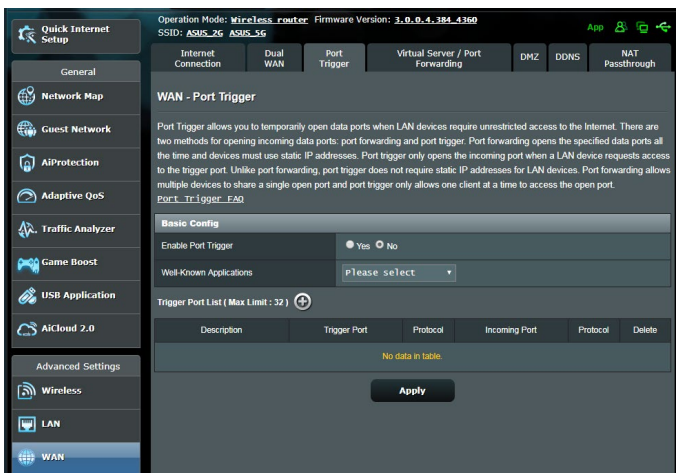 Quick Internet
Setup
General
Network Map
Guest Network
AiProtection
Adaptive QoS
Traffic Analyzer
Game Boost
USB Application
AiCloud 2.0
Advanced Settings
Wireless
LAN
WAN
Operation Mode: Wireless router Firmware Version: 3.0.0.4.384_4360
SSID: ASUS_2G ASUS_5G
App
Internet
Connection
Dual
WAN
Port
Trigger
Virtual Server / Port
Forwarding
DMZ
DDNS
NAT
Passthrough
WAN - Port Trigger
Port Trigger allows you to temporarily open data ports when LAN devices require unrestricted access to the Internet. There are
two methods for opening incoming data ports: port forwarding and port trigger. Port forwarding opens the specified data ports all
the time and devices must use static IP addresses. Port trigger only opens the incoming port when a LAN device requests access
to the trigger port. Unlike port forwarding, port trigger does not require static IP addresses for LAN devices. Port forwarding allows
multiple devices to share a single open port and port trigger only allows one client at a time to access the open port.
Port Trigger FAQ
Basic Config
Enable Port Trigger Yes No
Well-Known Applications Please select
Trigger Port List ( Max Limit : 32 )
Description Trigger Port Protocol Incoming Port Protocol Delete
No data in table.
Apply